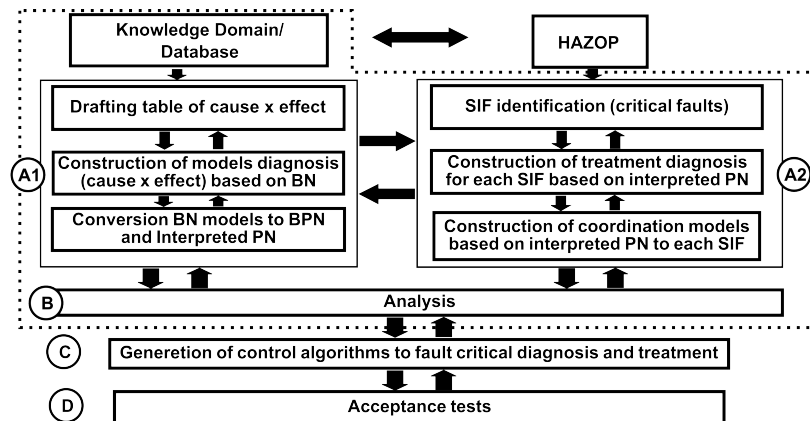 Knowledge Domain/
Database
HAZOP
Drafting table of cause x effect
SIF identification (critical faults)
A1
Construction of models diagnosis
(cause x effect) based on BN
Construction of treatment diagnosis
for each SIF based on interpreted PN
A2
Conversion BN models to BPN
and Interpreted PN
Construction of coordination models
based on interpreted PN to each SIF
B
Analysis
C
Generetion of control algorithms to fault critical diagnosis and treatment
D
Acceptance tests